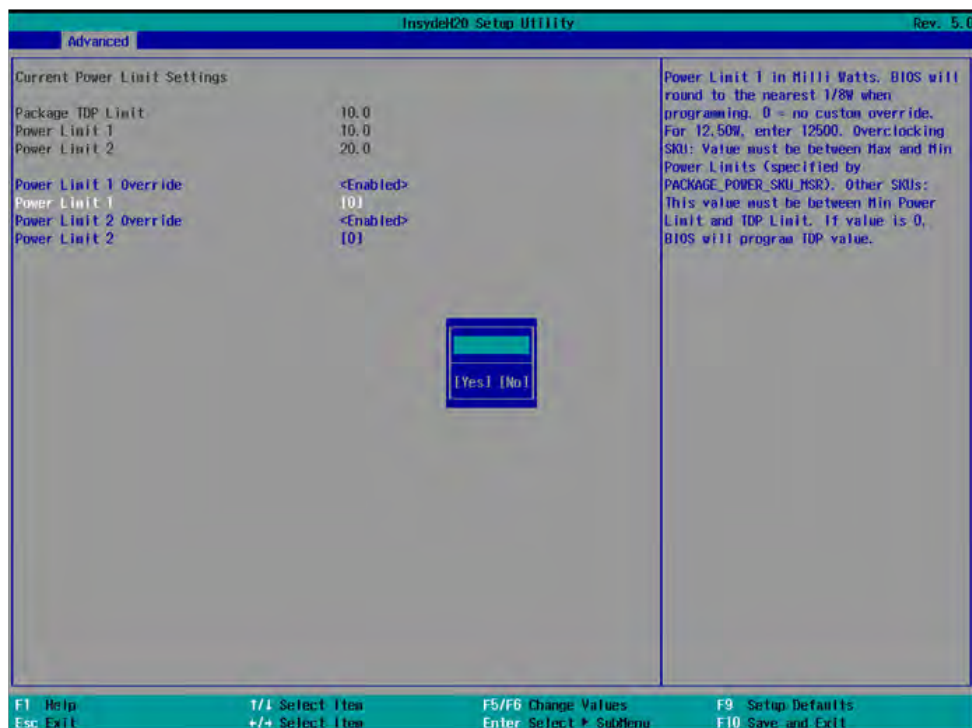 InsydeH20 Setup Utility Rev. 5.0
Advanced
Current Power Limit Settings
Package TDP Limit 10.0
Power Limit 1 10.0
Power Limit 2 20.0
Power Limit 1 Override <Enabled>
Power Limit 1 [0]
Power Limit 2 Override <Enabled>
Power Limit 2 [0]
Power Limit 1 in Milli Watts. BIOS will
round to the nearest 1/8W when
programming. 0 = no custom override.
For 12.50W, enter 12500. Overclocking
SKU: Value must be between Max and Min
Power Limits (specified by
PACKAGE_POWER_SKU_MSR). Other SKUs:
This value must be between Min Power
Limit and TDP Limit. If value is 0,
BIOS will program TDP value.
[Yes] [No]
F1 Help ↑/↓ Select Item F5/F6 Change Values F9 Setup Defaults
Esc Exit ←/→ Select Item Enter Select ▶ SubMenu F10 Save and Exit